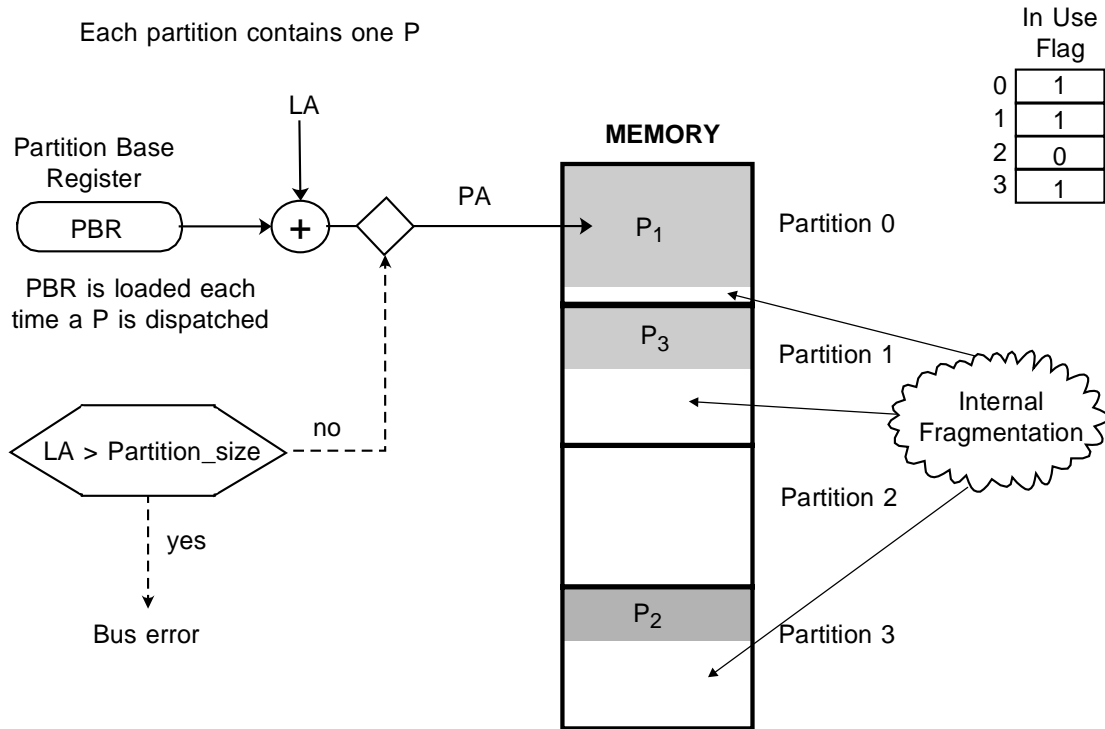 Each partition contains one P
In Use
Flag
0 1
1 1
2 0
3 1
LA
MEMORY
Partition Base
Register
PBR
+
PA
P1
Partition 0
PBR is loaded each
time a P is dispatched
P3
Partition 1
Internal
Fragmentation
LA > Partition_size
no
yes
Partition 2
Bus error
P2
Partition 3